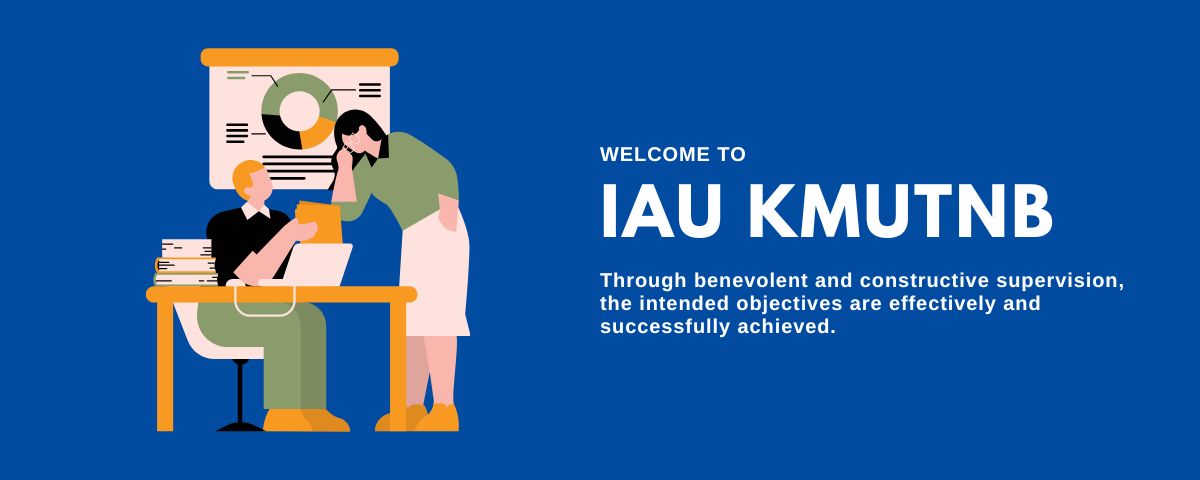 WELCOME TO
IAU KMUTNB
Through benevolent and constructive supervision,
the intended objectives are effectively and
successfully achieved.